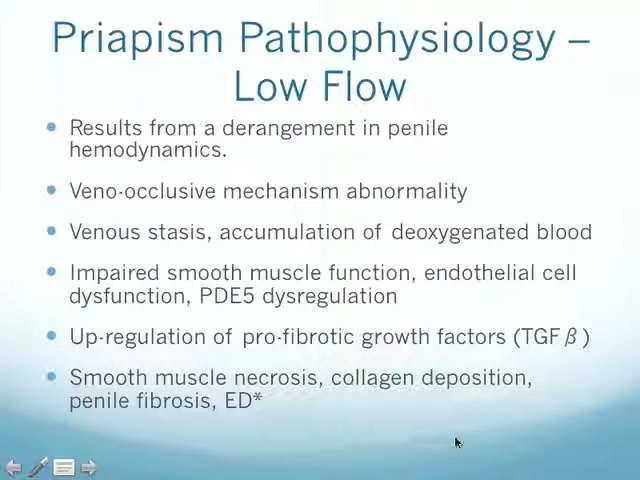 Priapism Pathophysiology –
Low Flow
Results from a derangement in penile
hemodynamics.
Veno-occlusive mechanism abnormality
Venous stasis, accumulation of deoxygenated blood
Impaired smooth muscle function, endothelial cell
dysfunction, PDE5 dysregulation
Up-regulation of pro-fibrotic growth factors (TGFβ)
Smooth muscle necrosis, collagen deposition,
penile fibrosis, ED*